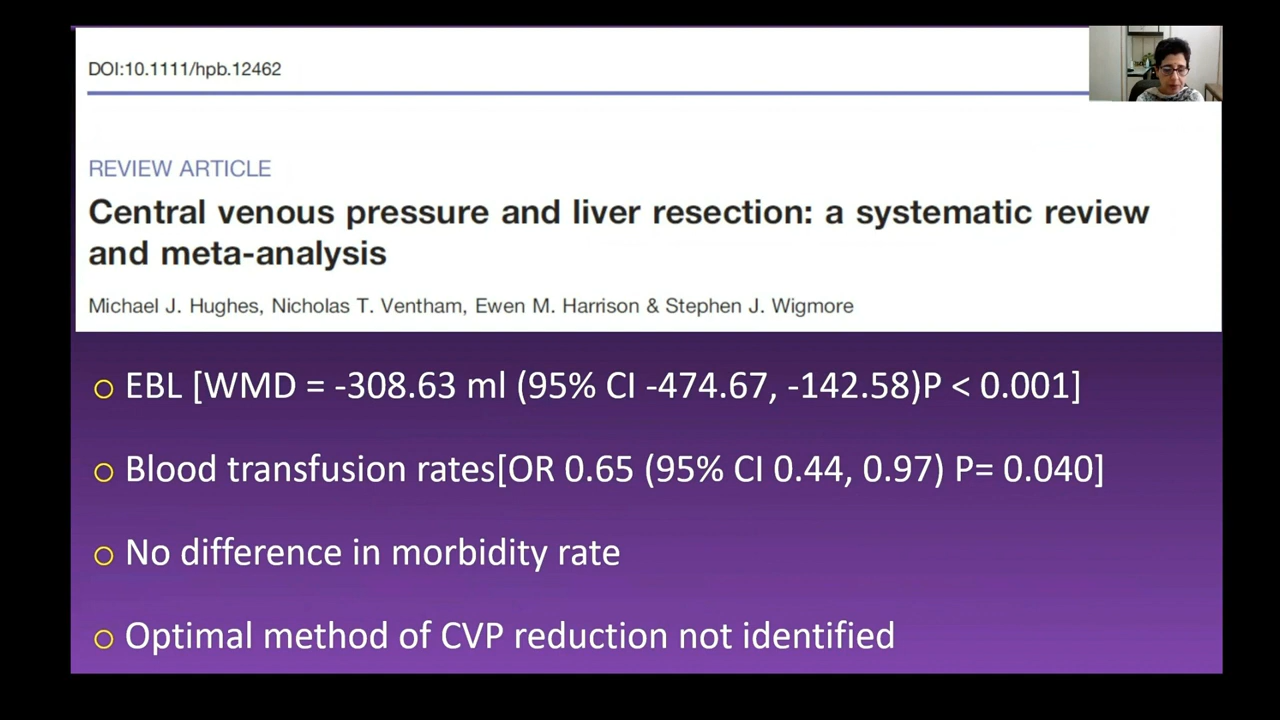 DOI:10.1111/hpb.12462
REVIEW ARTICLE
Central venous pressure and liver resection: a systematic review
and meta-analysis
Michael J. Hughes, Nicholas T. Ventham, Ewen M. Harrison & Stephen J. Wigmore
EBL [WMD = -308.63 ml (95% CI -474.67, -142.58)P < 0.001]
Blood transfusion rates[OR 0.65 (95% CI 0.44, 0.97) P= 0.040]
No difference in morbidity rate
Optimal method of CVP reduction not identified